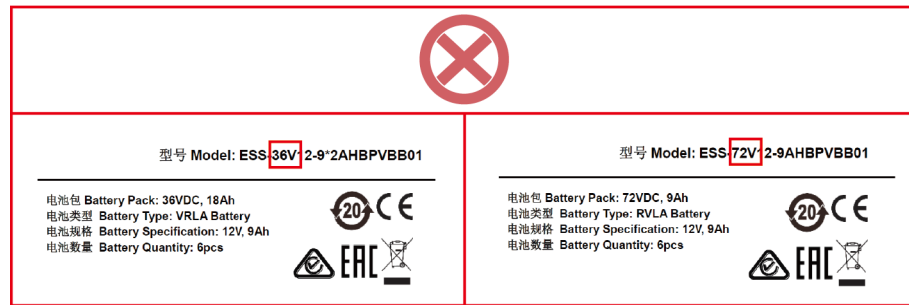 型号 Model: ESS-36V12-9*2AHBPVBB01
电池包 Battery Pack: 36VDC, 18Ah
电池类型 Battery Type: VRLA Battery
电池规格 Battery Specification: 12V, 9Ah
电池数量 Battery Quantity: 6pcs
20 CE
EAC
型号 Model: ESS-72V12-9AHBPVBB01
电池包 Battery Pack: 72VDC, 9Ah
电池类型 Battery Type: RVLA Battery
电池规格 Battery Specification: 12V, 9Ah
电池数量 Battery Quantity: 6pcs
20 CE
EAC